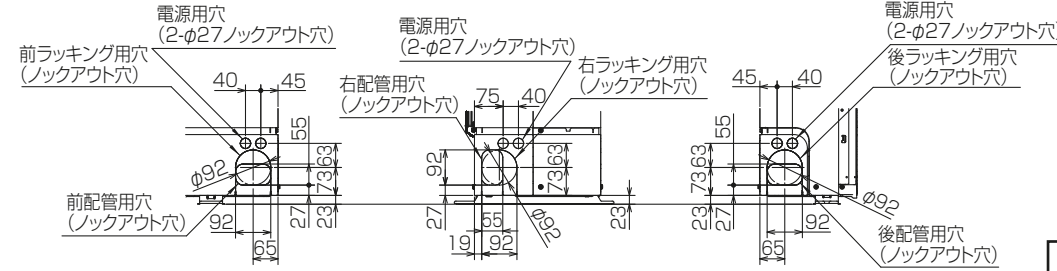 電源用穴
(2-φ27ノックアウト穴)
前ラッキング用穴
(ノックアウト穴)
40
45
55
63
73
φ92
前配管用穴
(ノックアウト穴)
92
65
27
23
電源用穴
(2-φ27ノックアウト穴)
右配管用穴
(ノックアウト穴)
右ラッキング用穴
(ノックアウト穴)
75
40
92
63
73
27
55
φ92
19
92
23
電源用穴
(2-φ27ノックアウト穴)
後ラッキング用穴
(ノックアウト穴)
45
40
55
63
73
27
23
φ92
92
65
後配管用穴
(ノックアウト穴)